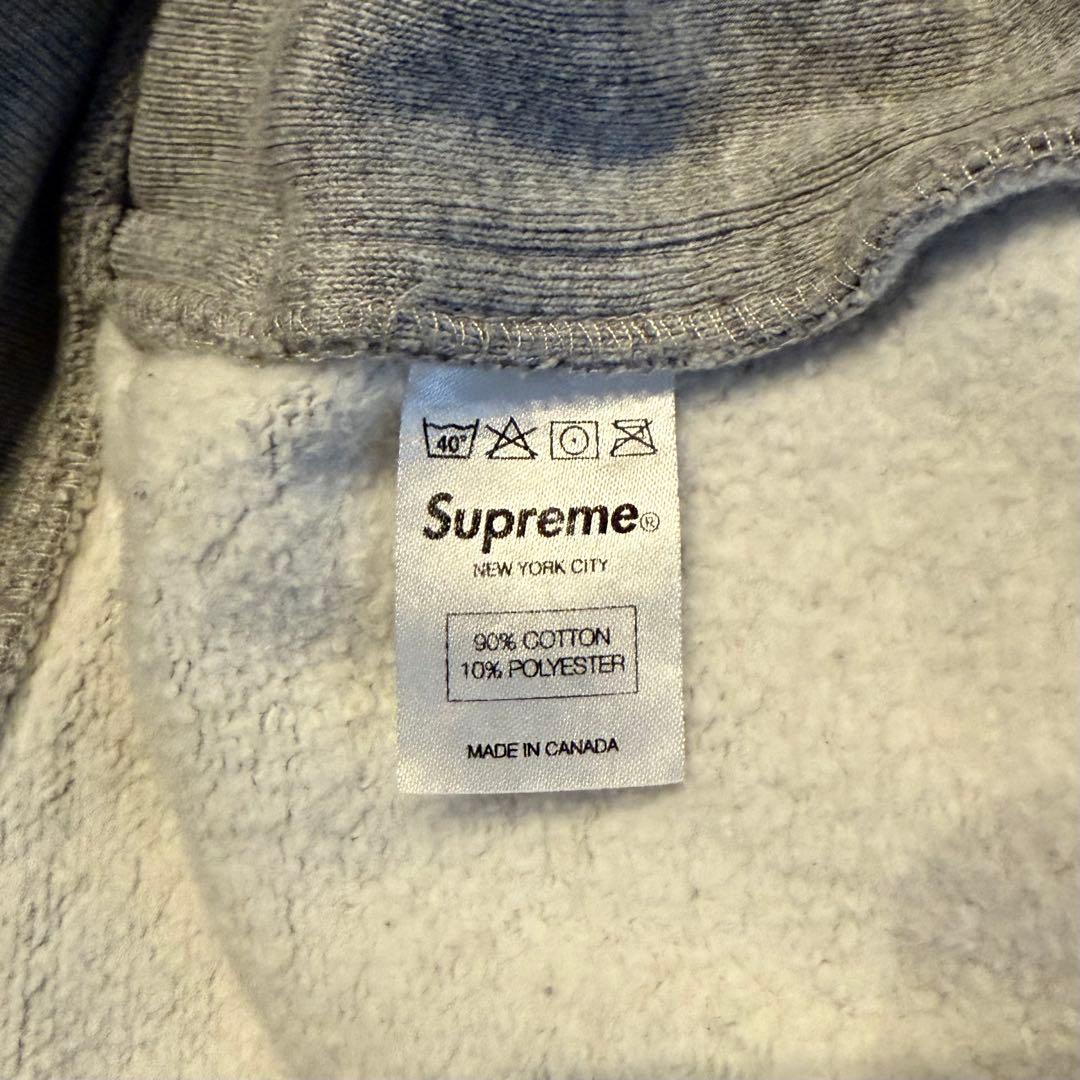 40°
Supreme®
NEW YORK CITY
90% COTTON
10% POLYESTER
MADE IN CANADA